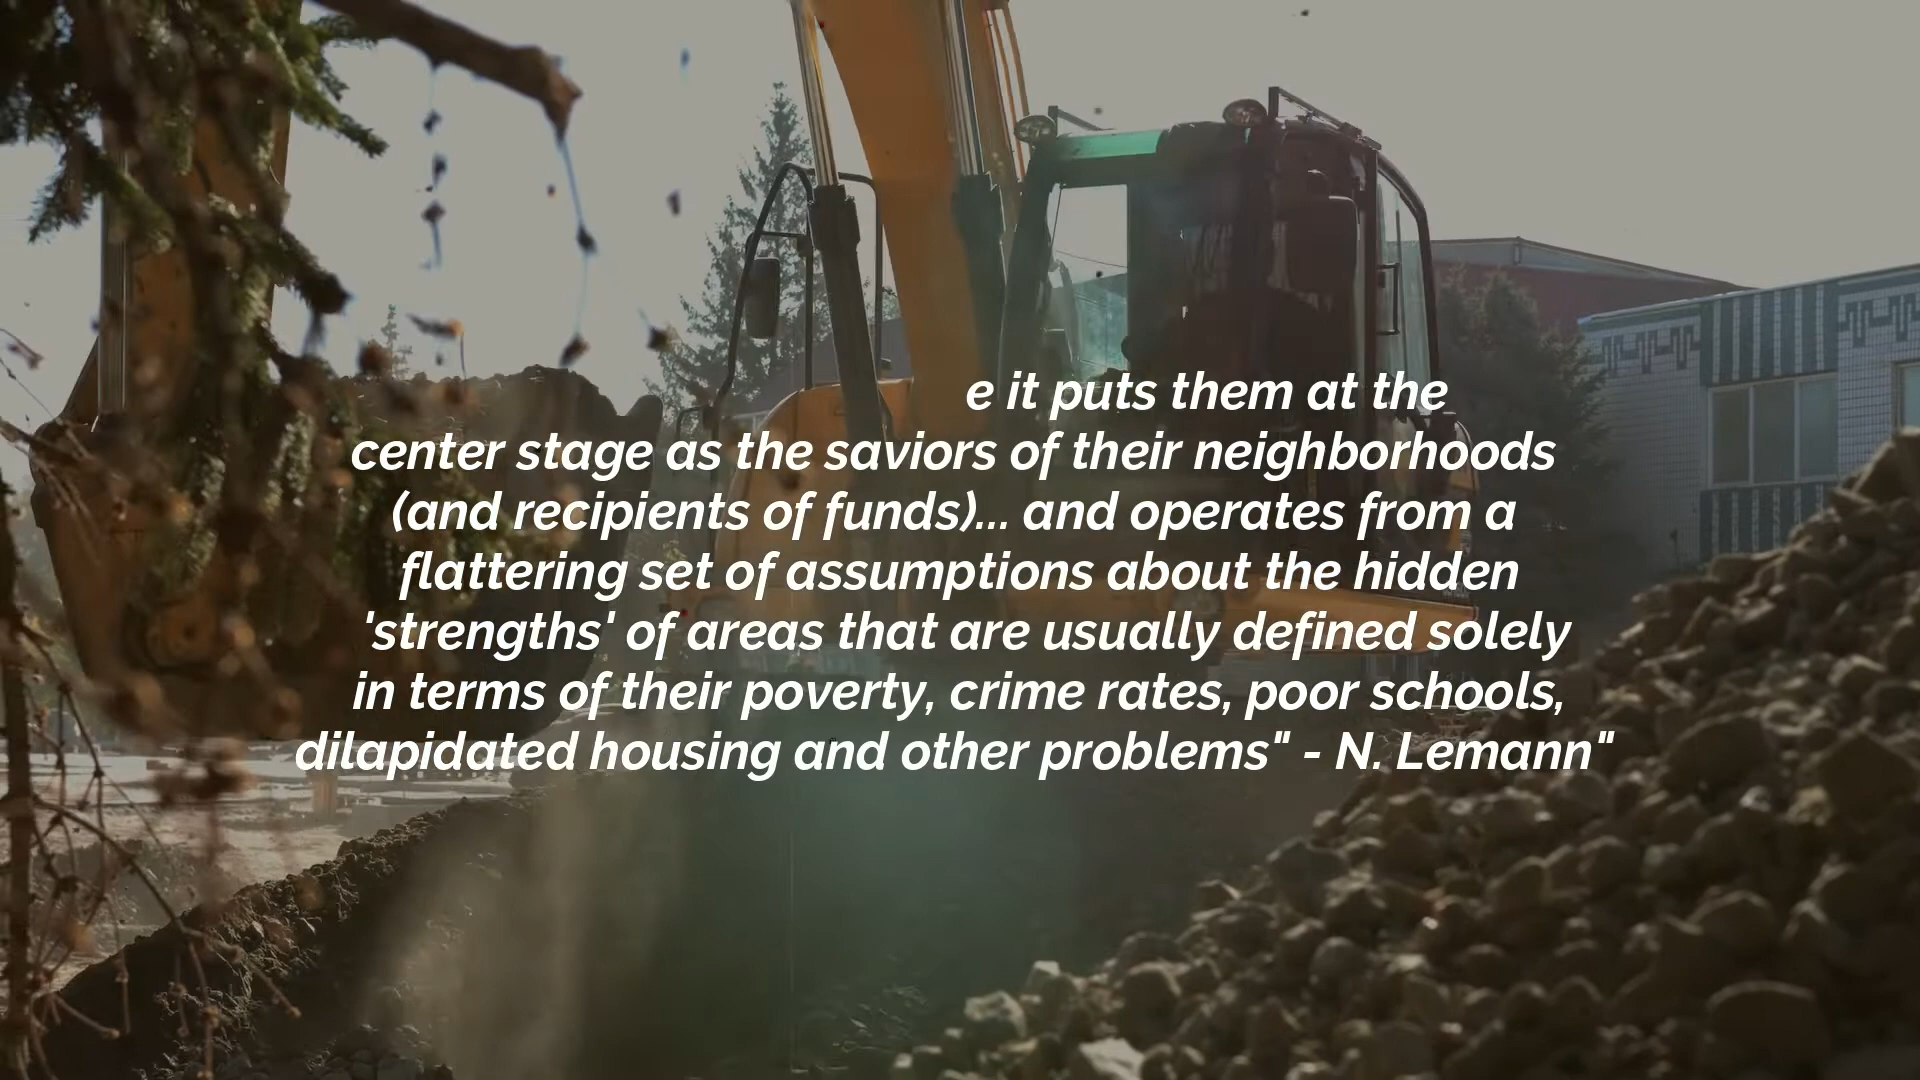 e it puts them at the
center stage as the saviors of their neighborhoods
(and recipients of funds)... and operates from a
flattering set of assumptions about the hidden
'strengths' of areas that are usually defined solely
in terms of their poverty, crime rates, poor schools,
dilapidated housing and other problems" - N. Lemann"